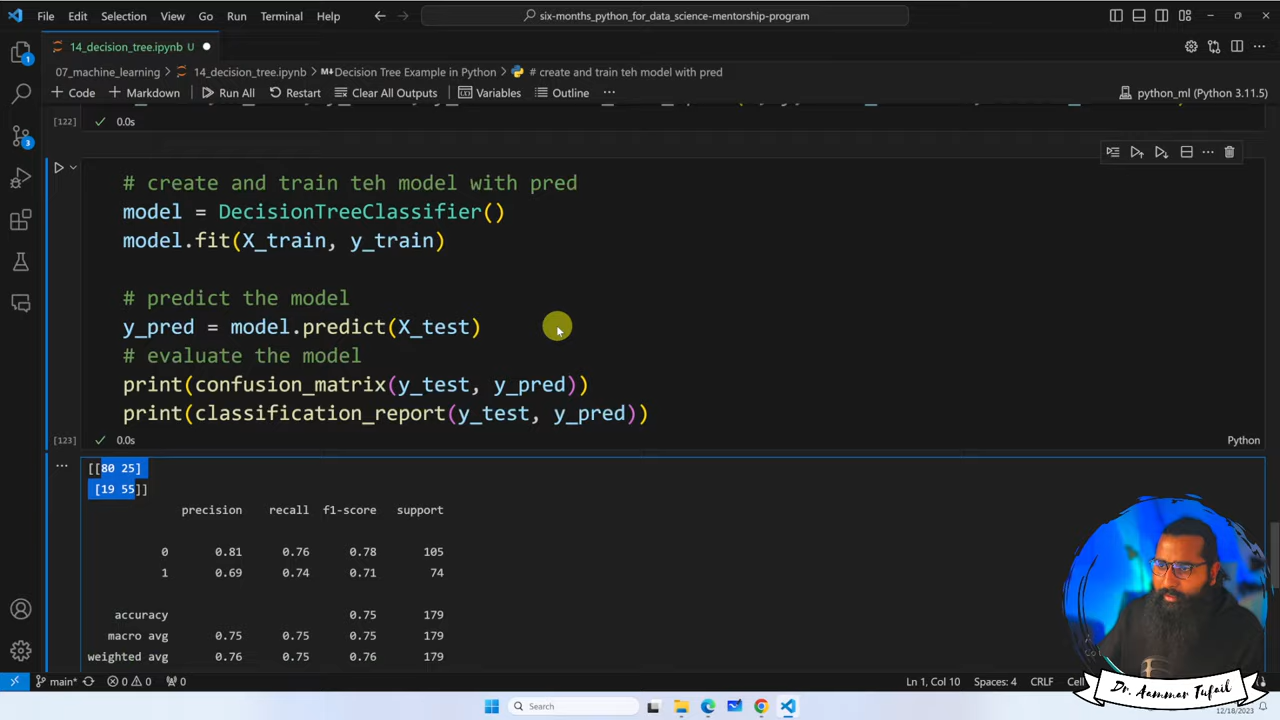 File Edit Selection View Go Run Terminal Help
six-months_python_for_data_science-mentorship-program
14_decision_tree.ipynb U
07_machine_learning > 14_decision_tree.ipynb > Decision Tree Example in Python > # create and train teh model with pred
+ Code + Markdown Run All Restart Clear All Outputs Variables Outline ... python_ml (Python 3.11.5)
[122] 0.0s
# create and train teh model with pred
model = DecisionTreeClassifier()
model.fit(X_train, y_train)
# predict the model
y_pred = model.predict(X_test)
# evaluate the model
print(confusion_matrix(y_test, y_pred))
print(classification_report(y_test, y_pred))
[123] 0.0s Python
[[80 25]
[19 55]]
precision recall f1-score support
0 0.81 0.76 0.78 105
1 0.69 0.74 0.71 74
accuracy 0.75 179
macro avg 0.75 0.75 0.75 179
weighted avg 0.76 0.75 0.76 179
main* 0 0 0 Ln 1, Col 10 Spaces: 4 CRLF Cel
Dr. Aammar Tufail
Search
12/18/2023